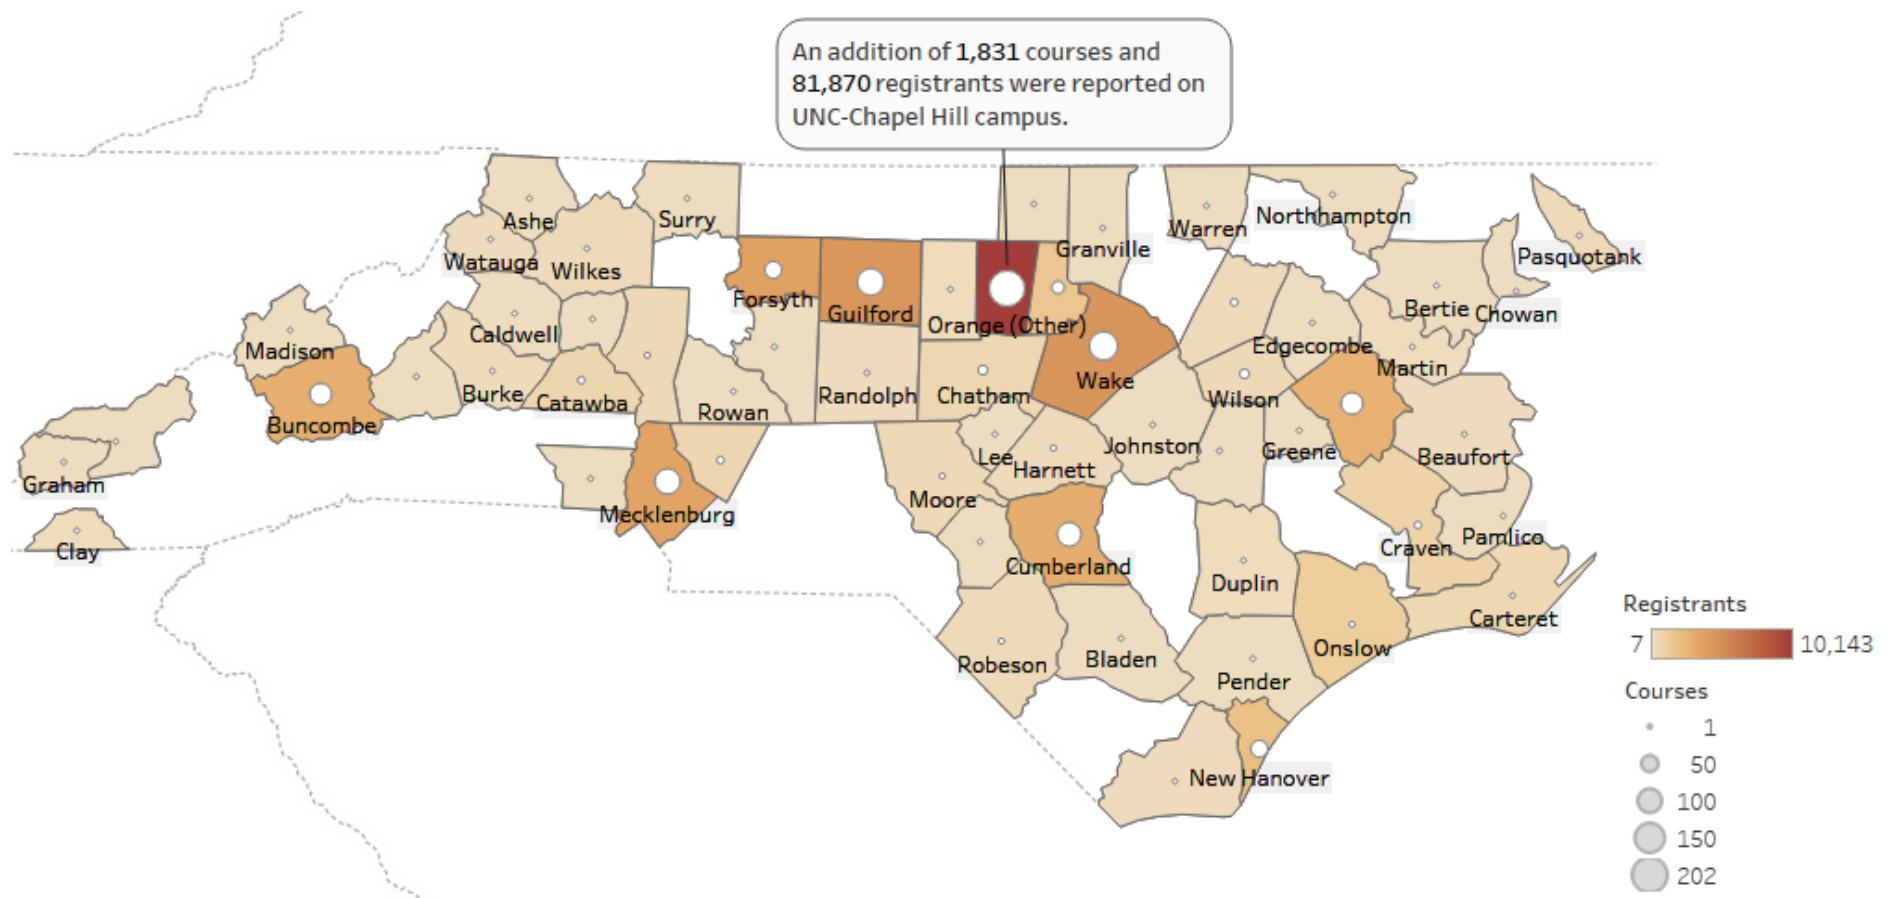 An addition of 1,831 courses and
81,870 registrants were reported on
UNC-Chapel Hill campus.
Ashe
Surry
Watauga
Wilkes
Granville
Warren
Northhampton
Pasquotank
Forsyth
Guilford
Orange (Other)
Bertie
Chowan
Madison
Caldwell
Edgecombe
Martin
Buncombe
Burke
Catawba
Rowan
Randolph
Chatham
Wake
Wilson
Graham
Lee
Harnett
Johnston
Greene
Beaufort
Clay
Mecklenburg
Moore
Cumberland
Duplin
Craven
Pamlico
Carteret
Robeson
Bladen
Pender
Onslow
New Hanover
Registrants
7 10,143
Courses
1
50
100
150
202